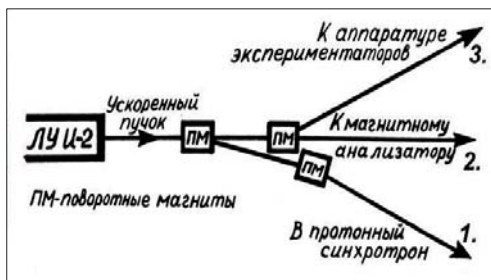 К аппаратуре
экспериментаторов
3.
Ускоренный
пучок
ЛУ И-2
ПМ
ПМ
К магнитному
анализатору
2.
ПМ
ПМ-поворотные магниты
1.
В протонный
синхротрон